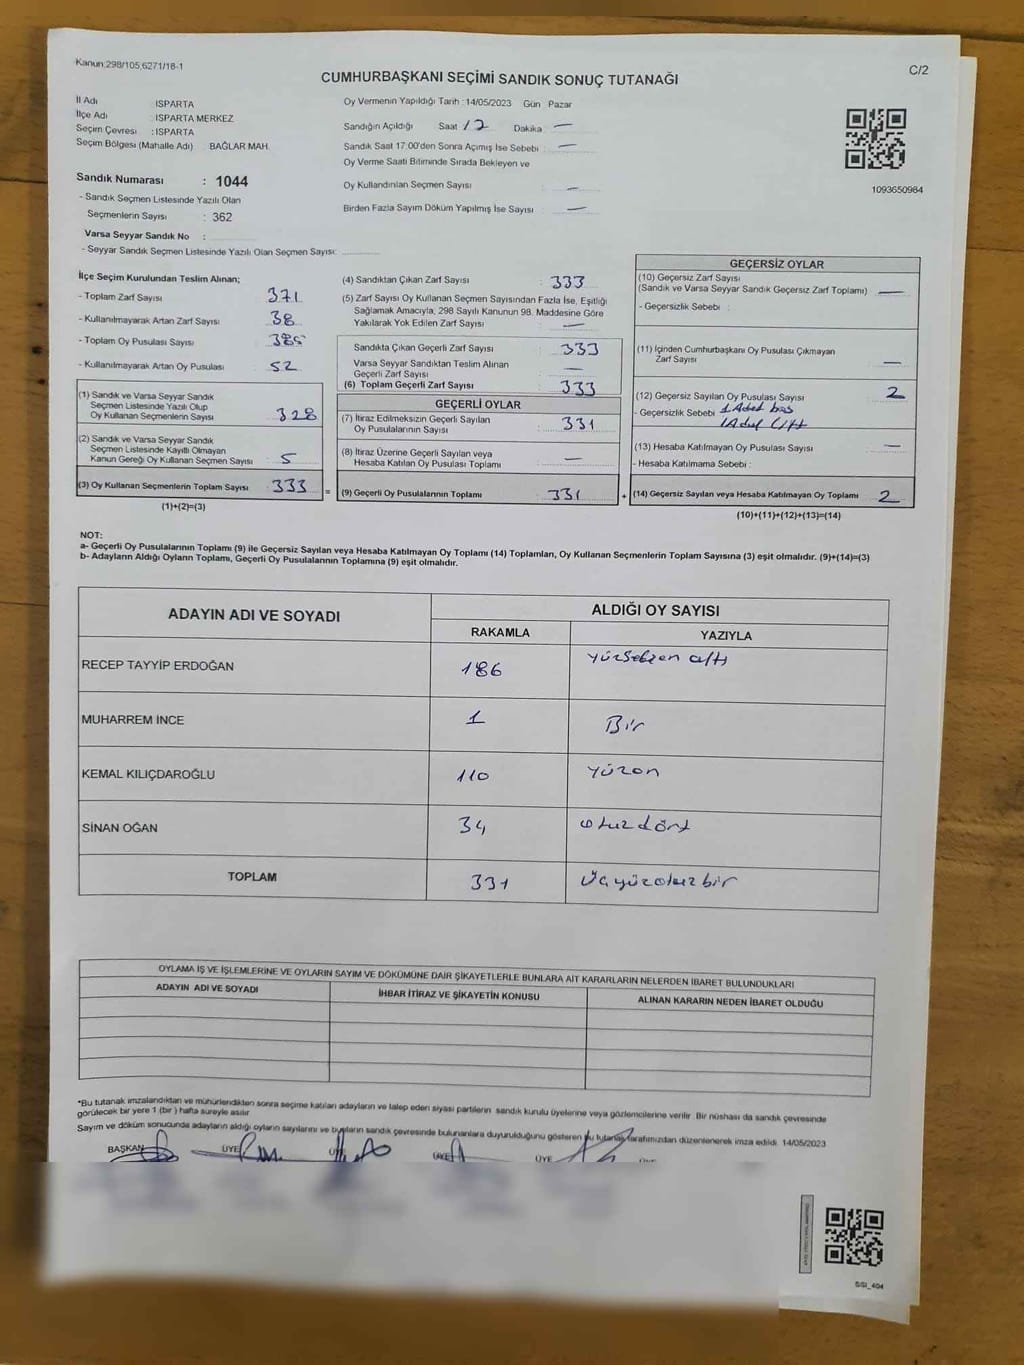 Kanun:298/105,6271/18-1
C/2
CUMHURBAŞKANI SEÇİMİ SANDIK SONUÇ TUTANAĞI
İl Adı : ISPARTA
İlçe Adı : ISPARTA MERKEZ
Seçim Çevresi : ISPARTA
Seçim Bölgesi (Mahalle Adı) BAĞLAR MAH.
Sandık Numarası : 1044
- Sandık Seçmen Listesinde Yazılı Olan
Seçmenlerin Sayısı : 362
Varsa Seyyar Sandık No :
- Seyyar Sandık Seçmen Listesinde Yazılı Olan Seçmen Sayısı:
Oy Vermenin Yapıldığı Tarih : 14/05/2023 Gün Pazar
Sandığın Açıldığı Saat 17 Dakika : —
Sandık Saat 17:00'den Sonra Açımış İse Sebebi : —
Oy Verme Saati Bitiminde Sırada Bekleyen ve
Oy Kullandırılan Seçmen Sayısı : —
Birden Fazla Sayım Döküm Yapılmış İse Sayısı : —
1093650984
İlçe Seçim Kurulundan Teslim Alınan;
- Toplam Zarf Sayısı 371
- Kullanılmayarak Artan Zarf Sayısı 38
- Toplam Oy Pusulası Sayısı 385
- Kullanılmayarak Artan Oy Pusulası 52
(1) Sandık ve Varsa Seyyar Sandık
Seçmen Listesinde Yazılı Olup
Oy Kullanan Seçmenlerin Sayısı : 328
(2) Sandık ve Varsa Seyyar Sandık
Seçmen Listesinde Kayıtlı Olmayan
Kanun Gereği Oy Kullanan Seçmen Sayısı : 5
(3) Oy Kullanan Seçmenlerin Toplam Sayısı 333
(1)+(2)=(3)
(4) Sandıktan Çıkan Zarf Sayısı : 333
(5) Zarf Sayısı Oy Kullanan Seçmen Sayısından Fazla İse, Eşitliği
Sağlamak Amacıyla, 298 Sayılı Kanunun 98. Maddesine Göre
Yakılarak Yok Edilen Zarf Sayısı : —
Sandıkta Çıkan Geçerli Zarf Sayısı : 333
Varsa Seyyar Sandıktan Teslim Alınan
Geçerli Zarf Sayısı : —
(6) Toplam Geçerli Zarf Sayısı : 333
GEÇERLİ OYLAR
(7) İtiraz Edilmeksizin Geçerli Sayılan
Oy Pusulalarının Sayısı : 331
(8) İtiraz Üzerine Geçerli Sayılan veya
Hesaba Katılan Oy Pusulası Toplamı : —
= (9) Geçerli Oy Pusulalarının Toplamı : 331 +
GEÇERSİZ OYLAR
(10) Geçersiz Zarf Sayısı
(Sandık ve Varsa Seyyar Sandık Geçersiz Zarf Toplamı) —
- Geçersizlik Sebebi :
(11) İçinden Cumhurbaşkanı Oy Pusulası Çıkmayan
Zarf Sayısı —
(12) Geçersiz Sayılan Oy Pusulası Sayısı 2
- Geçersizlik Sebebi : 1 Adet boş
1 Adet çift
(13) Hesaba Katılmayan Oy Pusulası Sayısı —
- Hesaba Katılmama Sebebi :
(14) Geçersiz Sayılan veya Hesaba Katılmayan Oy Toplamı 2
(10)+(11)+(12)+(13)=(14)
NOT:
a- Geçerli Oy Pusulalarının Toplamı (9) ile Geçersiz Sayılan veya Hesaba Katılmayan Oy Toplamı (14) Toplamları, Oy Kullanan Seçmenlerin Toplam Sayısına (3) eşit olmalıdır. (9)+(14)=(3)
b- Adayların Aldığı Oyların Toplamı, Geçerli Oy Pusulalarının Toplamına (9) eşit olmalıdır.
ADAYIN ADI VE SOYADI
ALDIĞI OY SAYISI
RAKAMLA YAZIYLA
RECEP TAYYİP ERDOĞAN 186 yürseksen altı
MUHARREM İNCE 1 Bir
KEMAL KILIÇDAROĞLU 110 yüzon
SİNAN OĞAN 34 otuzdört
TOPLAM 331 Üçyüzotuzbir
OYLAMA İŞ VE İŞLEMLERİNE VE OYLARIN SAYIM VE DÖKÜMÜNE DAİR ŞİKAYETLERLE BUNLARA AİT KARARLARIN NELERDEN İBARET BULUNDUKLARI
ADAYIN ADI VE SOYADI İHBAR İTİRAZ VE ŞİKAYETİN KONUSU ALINAN KARARIN NEDEN İBARET OLDUĞU
*Bu tutanak imzalandıktan ve mühürlendikten sonra seçime katılan adayların ve talep eden siyasi partilerin sandık kurulu üyelerine veya gözlemcilerine verilir. Bir nüshası da sandık çevresinde
görülecek bir yere 1 (bir) hafta süreyle asılır.
Sayım ve döküm sonucunda adayların aldığı oyların sayılarını ve bunların sandık çevresinde bulunanlara duyurulduğunu gösteren bu tutanak tarafımızdan düzenlenerek imza edildi. 14/05/2023
BAŞKAN ÜYE ÜYE ÜYE ÜYE ÜYE
SSI_404